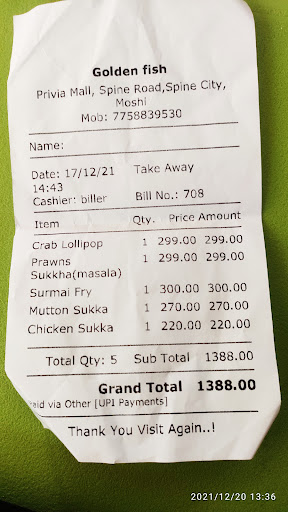 Golden fish
Privia Mall, Spine Road,Spine City,
Moshi
Mob: 7758839530
Name:
Date: 17/12/21 Take Away
14:43
Cashier: biller Bill No.: 708
Item Qty. Price Amount
Crab Lollipop 1 299.00 299.00
Prawns 1 299.00 299.00
Sukkha(masala)
Surmai Fry 1 300.00 300.00
Mutton Sukka 1 270.00 270.00
Chicken Sukka 1 220.00 220.00
Total Qty: 5 Sub Total 1388.00
Grand Total 1388.00
aid via Other [UPI Payments]
Thank You Visit Again..!
2021/12/20 13:36